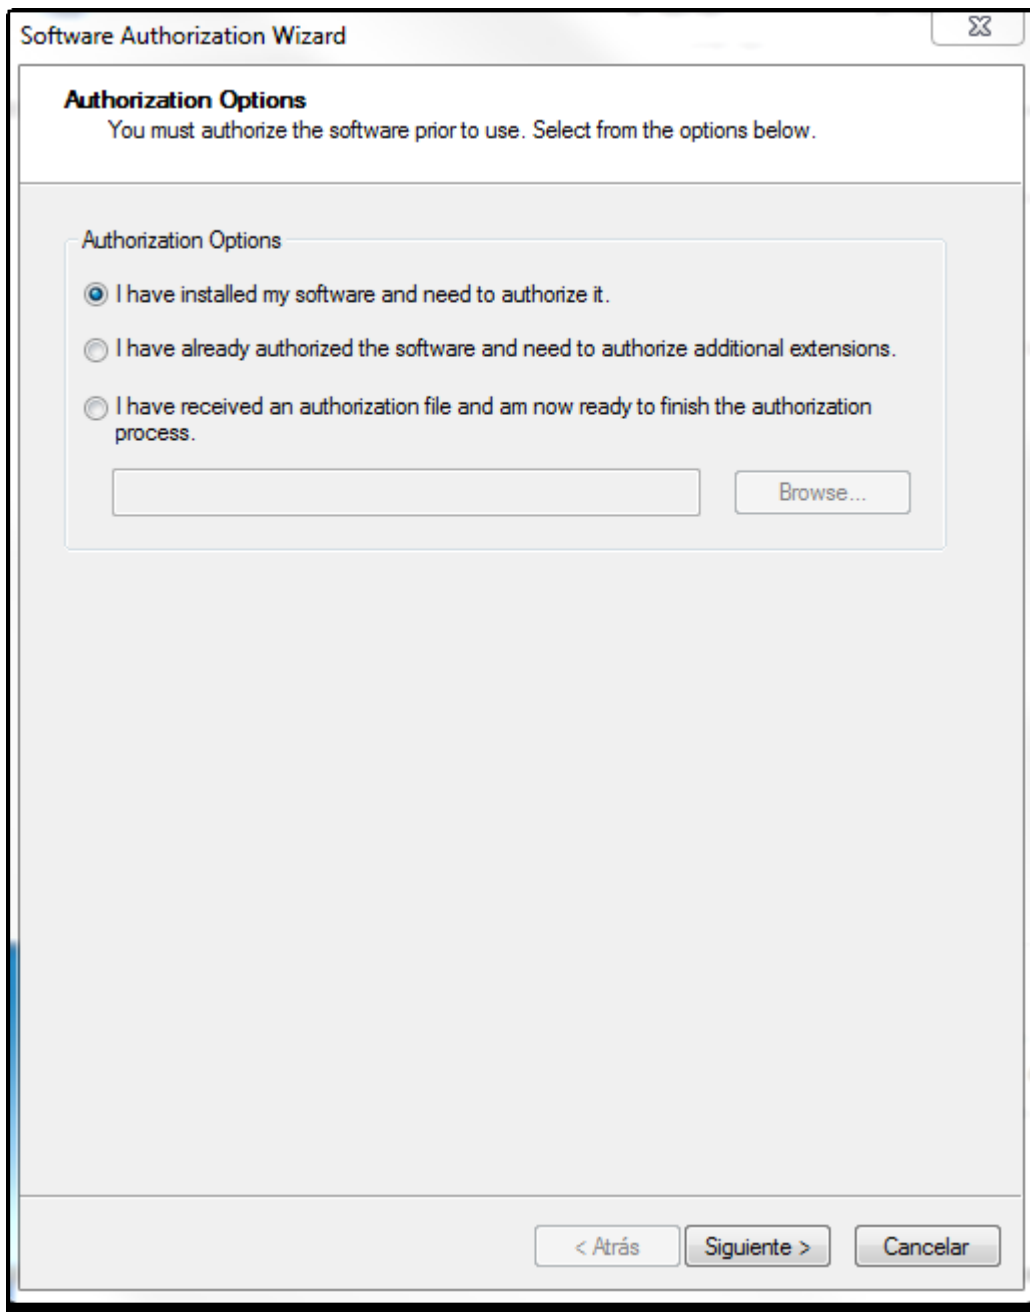 Software Authorization Wizard
Authorization Options
You must authorize the software prior to use. Select from the options below.
Authorization Options
I have installed my software and need to authorize it.
I have already authorized the software and need to authorize additional extensions.
I have received an authorization file and am now ready to finish the authorization
process.
Browse...
< Atrás
Siguiente >
Cancelar